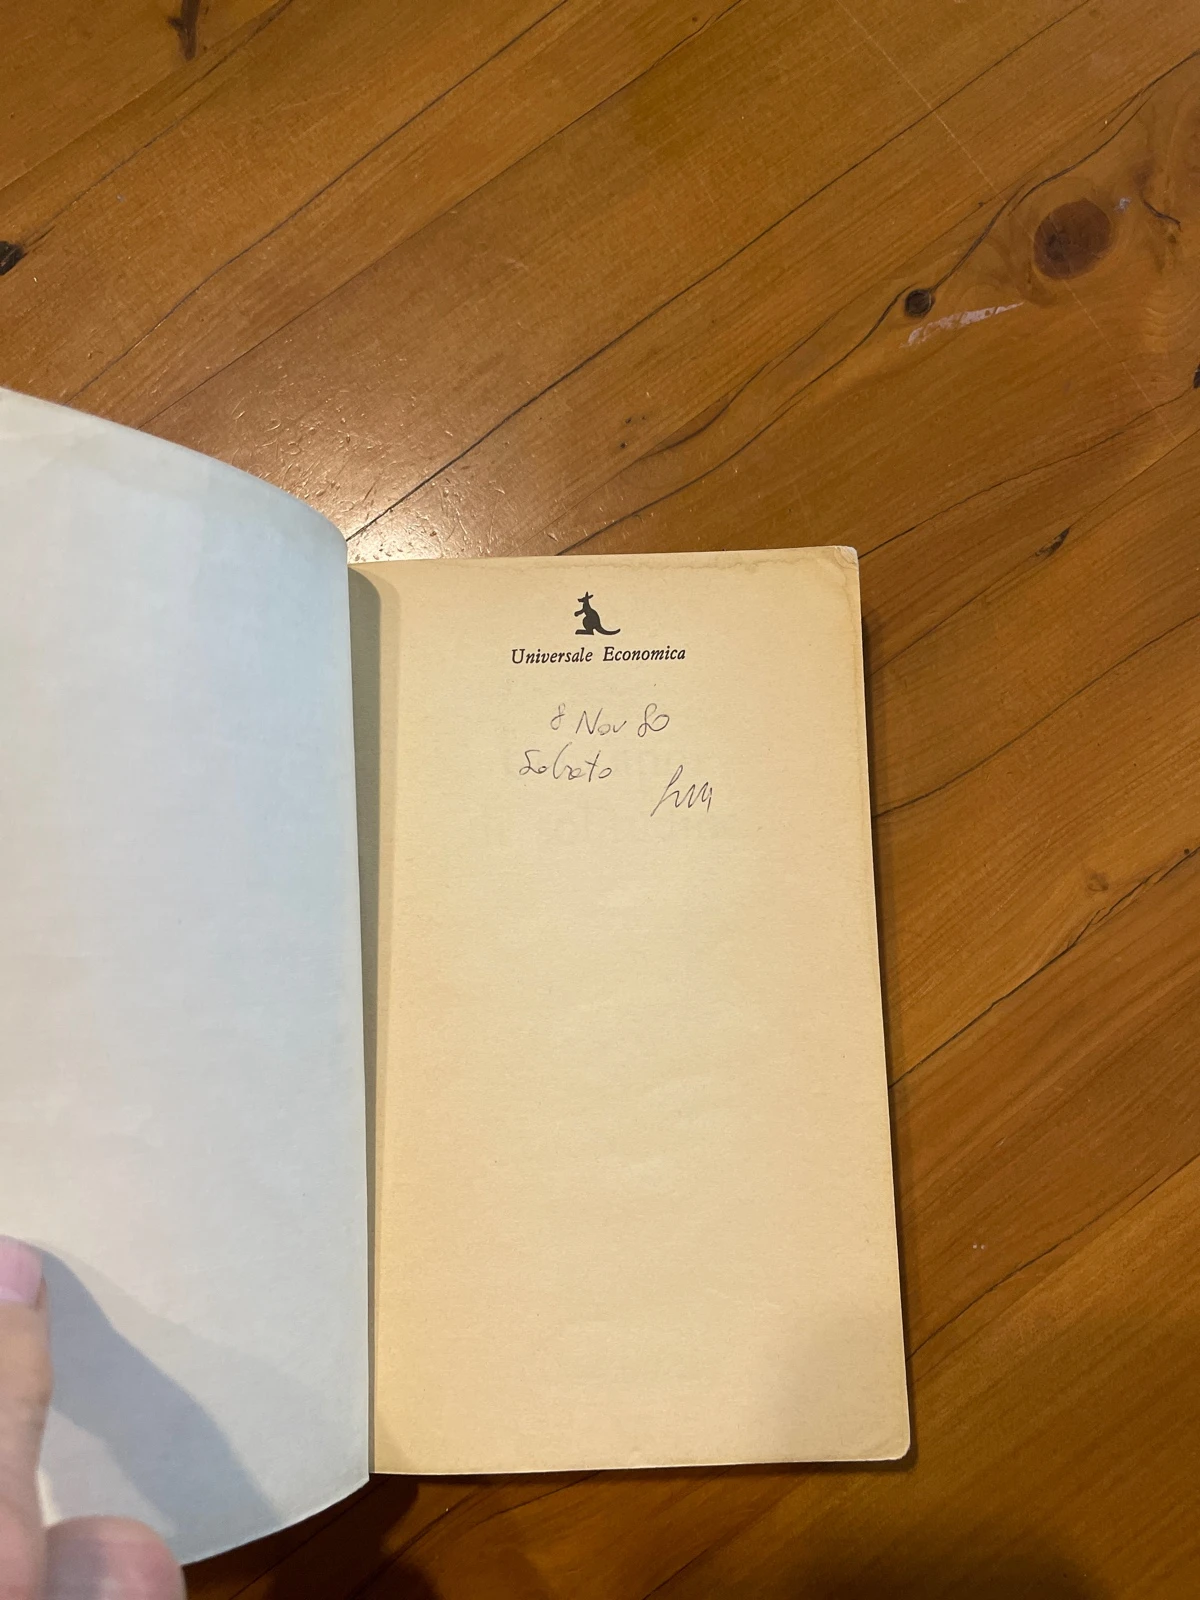 Universale Economica
8 Nov 80
Sabato